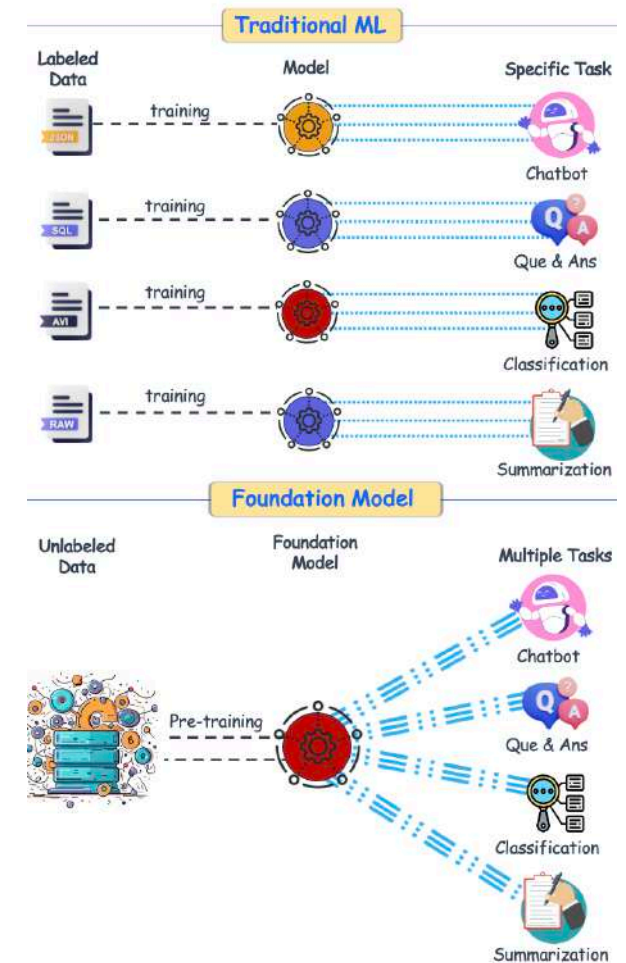 Traditional ML
Labeled
Data
Model
Specific Task
JSON
training
Chatbot
SQL
training
Q
?
A
Que & Ans
AVI
training
Classification
RAW
training
Summarization
Foundation Model
Unlabeled
Data
Foundation
Model
Multiple Tasks
Chatbot
Pre-training
Q
?
A
Que & Ans
Classification
Summarization